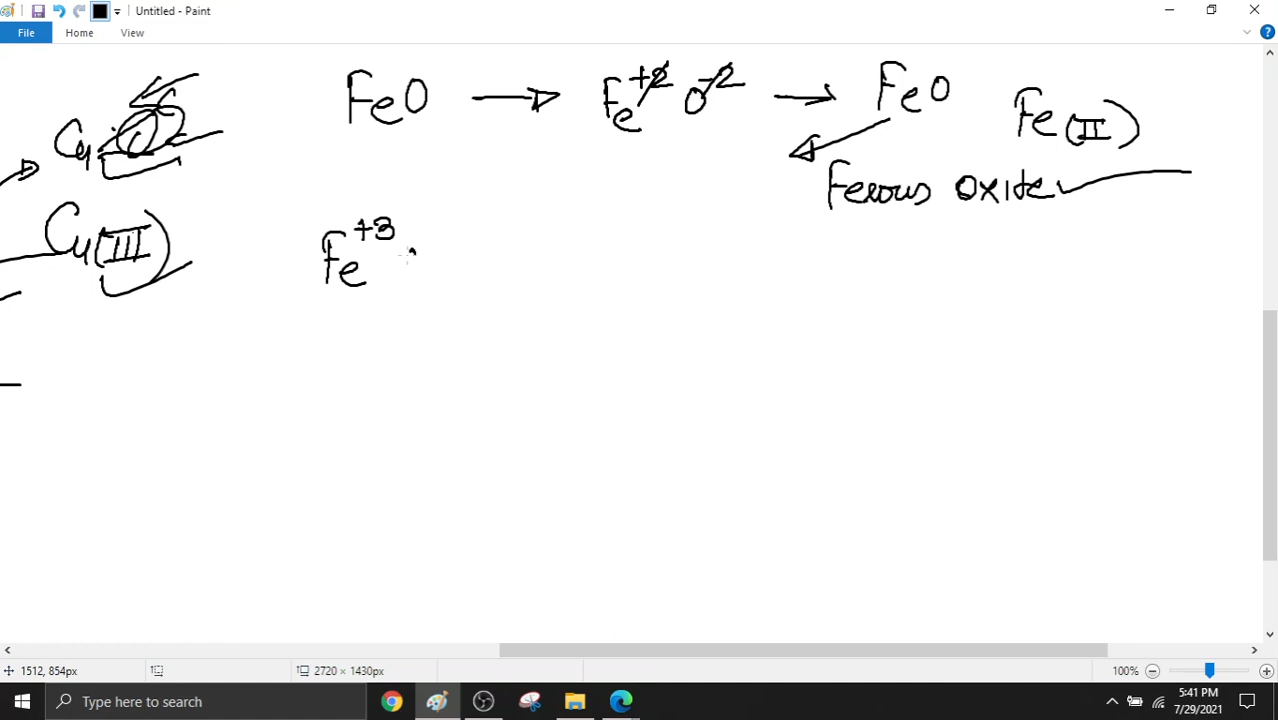 Untitled - Paint
File Home View
FeO → Fe+2 O-2 → FeO Fe(II)
Ferrous oxide
Cu(III)
Fe+3
1512, 854px
2720 × 1430px
100%
Type here to search
5:41 PM
7/29/2021